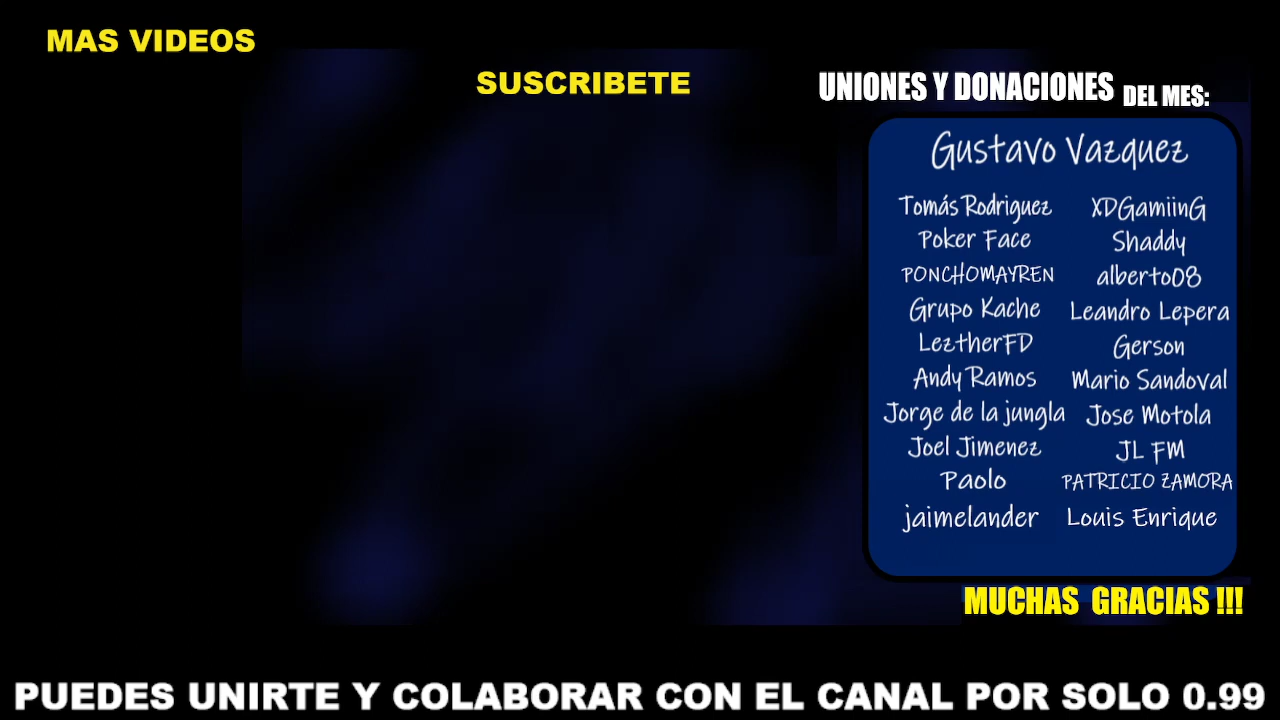 MAS VIDEOS
SUSCRIBETE
UNIONES Y DONACIONES DEL MES:
Gustavo Vazquez
Tomás Rodriguez XDGamiinG
Poker Face Shaddy
PONCHOMAYREN alberto08
Grupo Kache Leandro Lepera
LeztherFD Gerson
Andy Ramos Mario Sandoval
Jorge de la jungla Jose Motola
Joel Jimenez JL FM
Paolo PATRICIO ZAMORA
jaimelander Louis Enrique
MUCHAS GRACIAS !!!
PUEDES UNIRTE Y COLABORAR CON EL CANAL POR SOLO 0.99